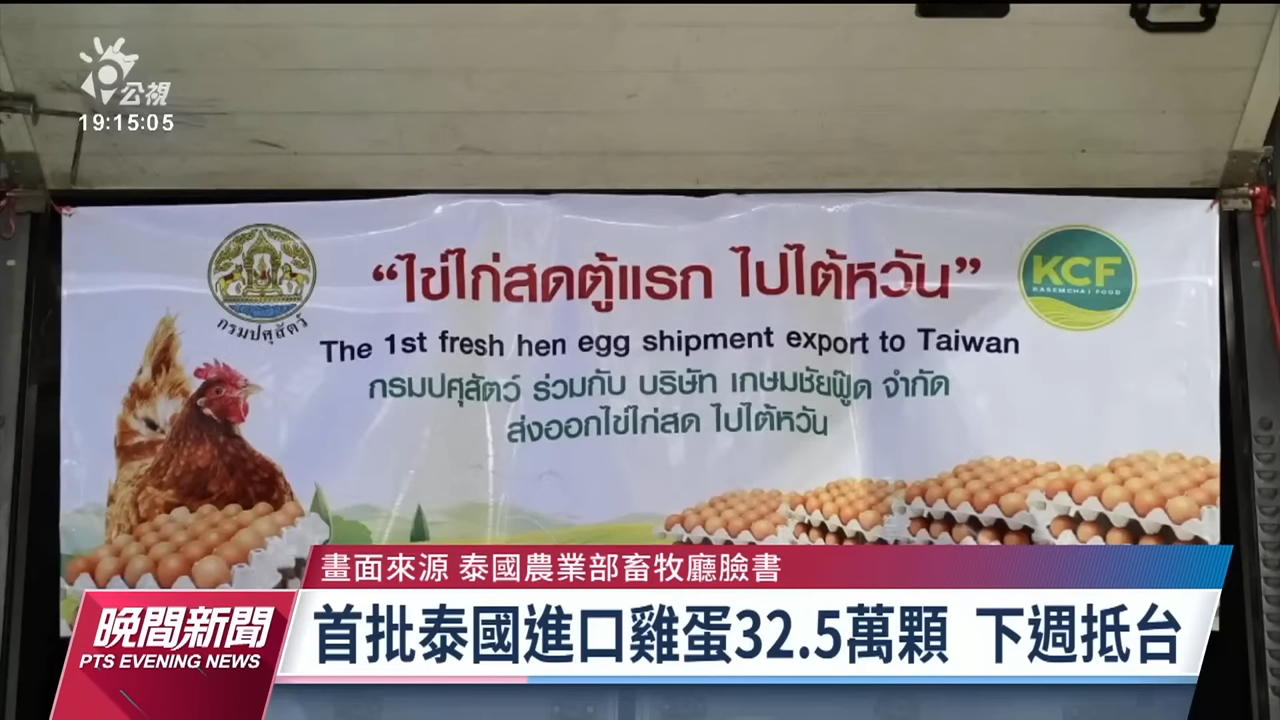 公視
19:15:05
“ไข่ไก่สดตู้แรก ไปไต้หวัน”
KCF
KASEMCHAI FOOD
กรมปศุสัตว์
The 1st fresh hen egg shipment export to Taiwan
กรมปศุสัตว์ ร่วมกับ บริษัท เกษมชัยฟู๊ด จำกัด
ส่งออกไข่ไก่สด ไปไต้หวัน
畫面來源 泰國農業部畜牧廳臉書
晚間新聞
PTS EVENING NEWS
首批泰國進口雞蛋32.5萬顆 下週抵台